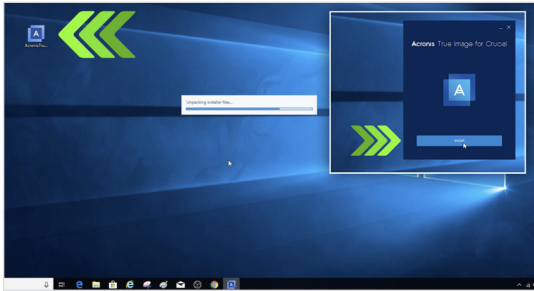 AcronisTru...
Unpacking installer files...
Acronis True Image for Crucial
Install